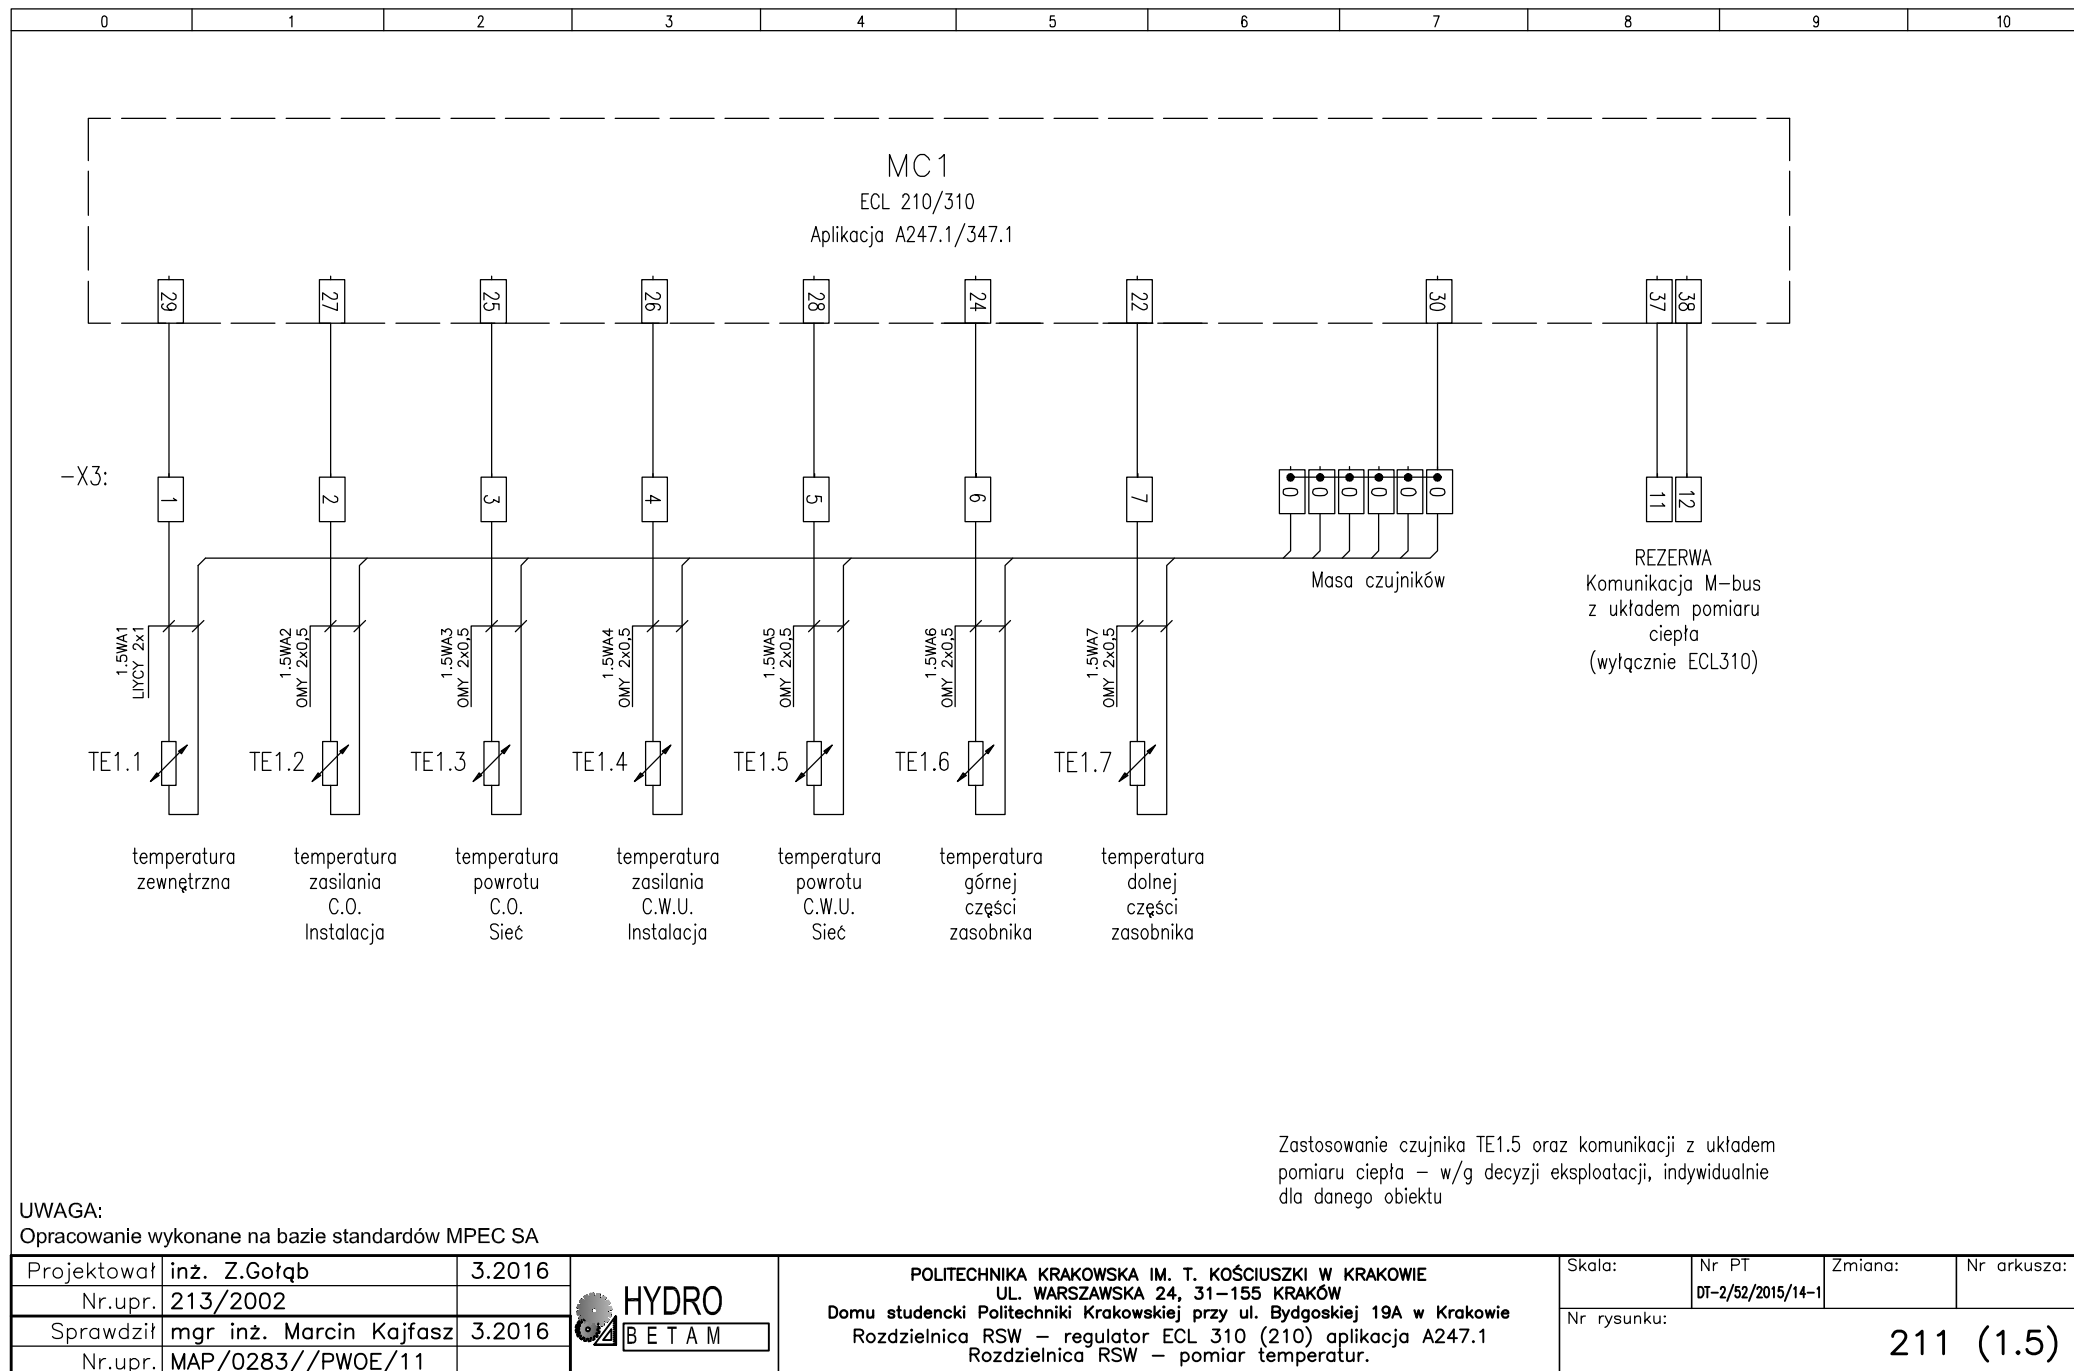 0 1 2 3 4 5 6 7 8 9 10
MC1
ECL 210/310
Aplikacja A247.1/347.1
29 27 25 26 28 24 22 30 37 38
-X3:
1 2 3 4 5 6 7 0 0 0 0 0 0 11 12
Masa czujników
REZERWA
Komunikacja M-bus
z układem pomiaru
ciepła
(wyłącznie ECL310)
1.5WA1
LIYCY 2x1
1.5WA2
OMY 2x0,5
1.5WA3
OMY 2x0,5
1.5WA4
OMY 2x0,5
1.5WA5
OMY 2x0,5
1.5WA6
OMY 2x0,5
1.5WA7
OMY 2x0,5
TE1.1 TE1.2 TE1.3 TE1.4 TE1.5 TE1.6 TE1.7
temperatura
zewnętrzna
temperatura
zasilania
C.O.
Instalacja
temperatura
powrotu
C.O.
Sieć
temperatura
zasilania
C.W.U.
Instalacja
temperatura
powrotu
C.W.U.
Sieć
temperatura
górnej
części
zasobnika
temperatura
dolnej
części
zasobnika
Zastosowanie czujnika TE1.5 oraz komunikacji z układem
pomiaru ciepła – w/g decyzji eksploatacji, indywidualnie
dla danego obiektu
UWAGA:
Opracowanie wykonane na bazie standardów MPEC SA
Projektował inż. Z.Gołąb 3.2016
Nr.upr. 213/2002
Sprawdził mgr inż. Marcin Kajfasz 3.2016
Nr.upr. MAP/0283//PWOE/11
HYDRO
BETAM
POLITECHNIKA KRAKOWSKA IM. T. KOŚCIUSZKI W KRAKOWIE
UL. WARSZAWSKA 24, 31-155 KRAKÓW
Domu studencki Politechniki Krakowskiej przy ul. Bydgoskiej 19A w Krakowie
Rozdzielnica RSW – regulator ECL 310 (210) aplikacja A247.1
Rozdzielnica RSW – pomiar temperatur.
Skala:
Nr PT
DT-2/52/2015/14-1
Zmiana:
Nr arkusza:
Nr rysunku:
211 (1.5)